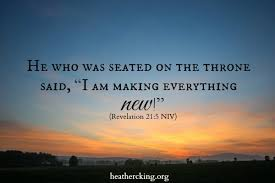 He who was seated on the throne
said, “I am making everything
new!”
(Revelation 21:5 NIV)
heathercking.org